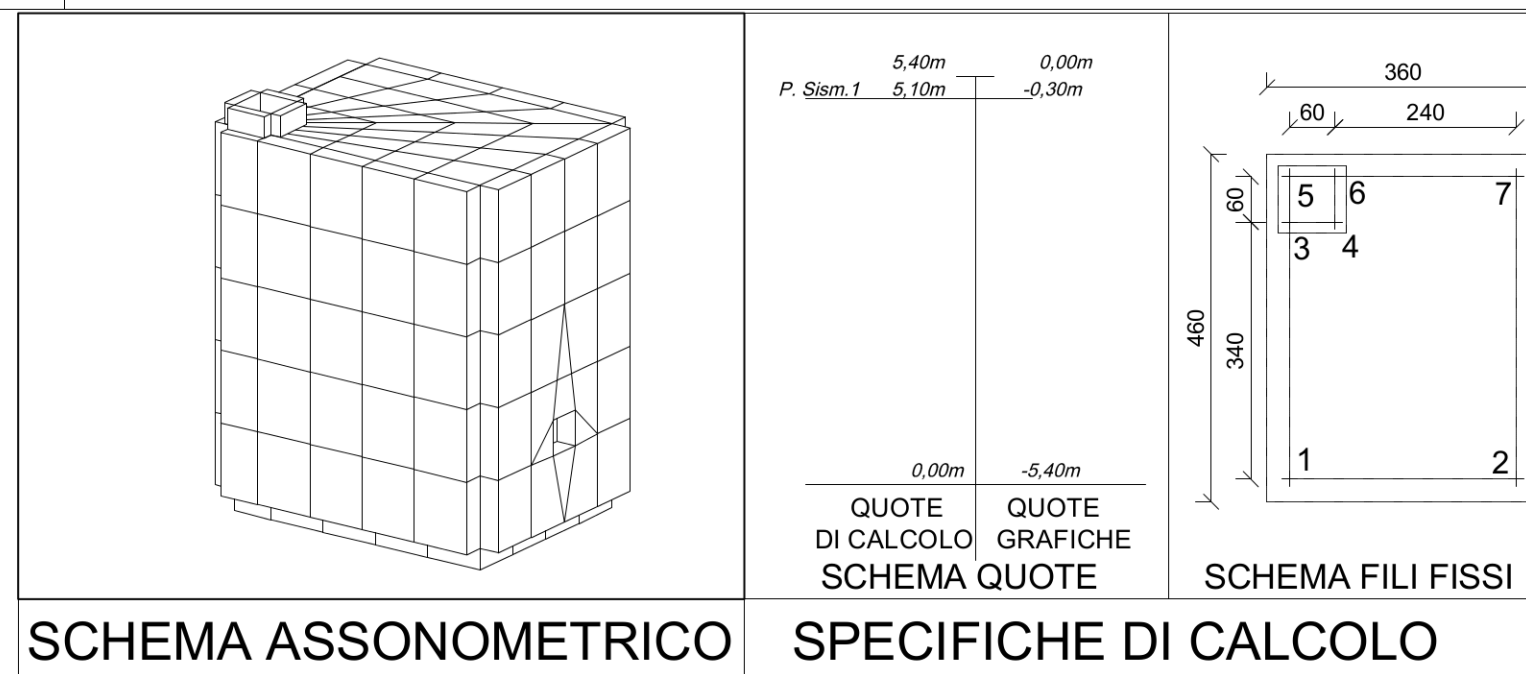 5,40m 0,00m
P. Sism.1 5,10m -0,30m
0,00m -5,40m
QUOTE QUOTE
DI CALCOLO GRAFICHE
SCHEMA QUOTE
360
60 240
60
340
460
5 6 7
3 4
1 2
SCHEMA FILI FISSI
SCHEMA ASSONOMETRICO
SPECIFICHE DI CALCOLO